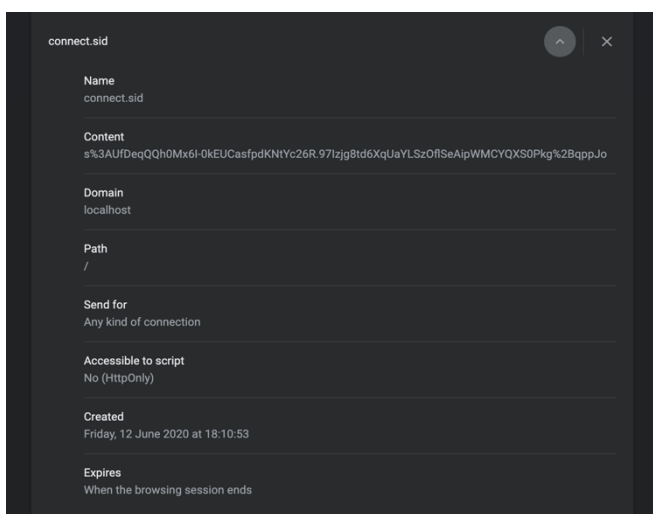 connect.sid
Name
connect.sid
Content
s%3AUfDeqQQh0Mx6I-0kEUCasfpdKNtYc26R.97Izjg8td6XqUaYLSzOflSeAipWMCYQXS0Pkg%2BqppJo
Domain
localhost
Path
/
Send for
Any kind of connection
Accessible to script
No (HttpOnly)
Created
Friday, 12 June 2020 at 18:10:53
Expires
When the browsing session ends